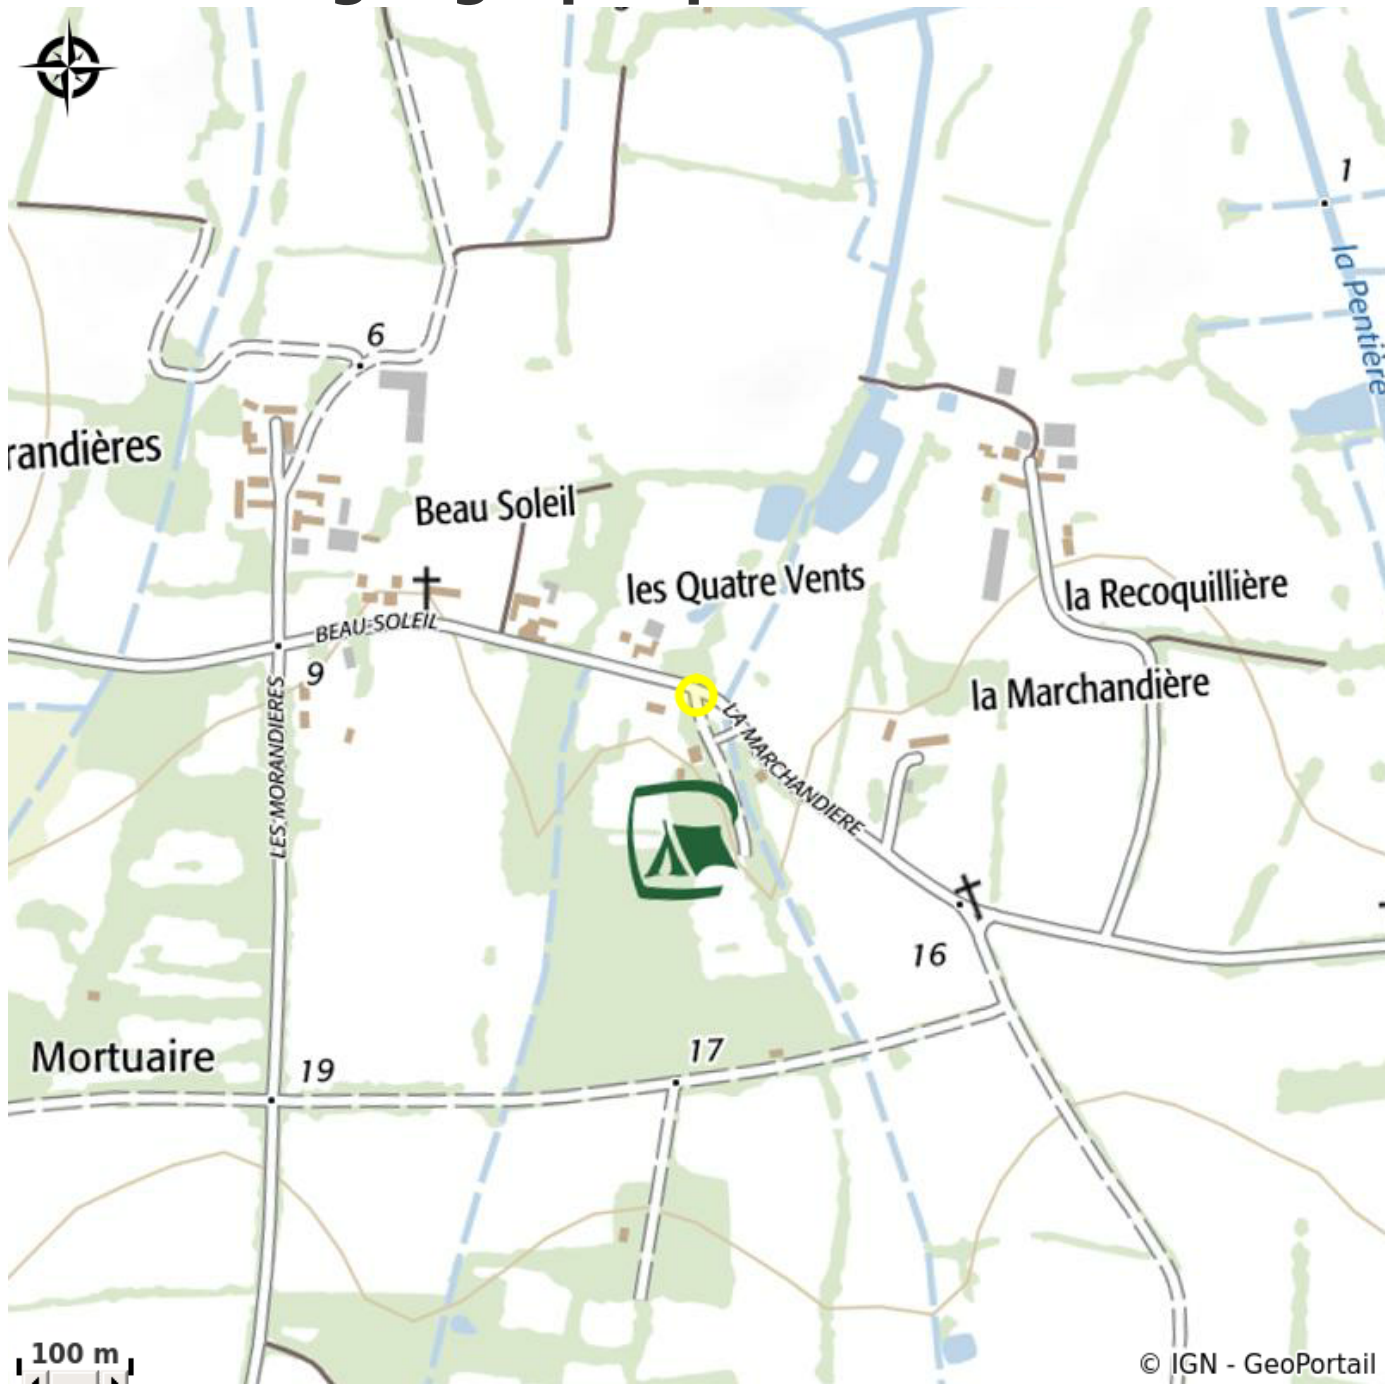 1
la Pentière
6
randières
Beau Soleil
les Quatre Vents
la Recoquillière
BEAU-SOLEIL
9
la Marchandière
LES MORANDIERES
LA MARCHANDIERE
16
Mortuaire
19
17
100 m
© IGN - GeoPortail